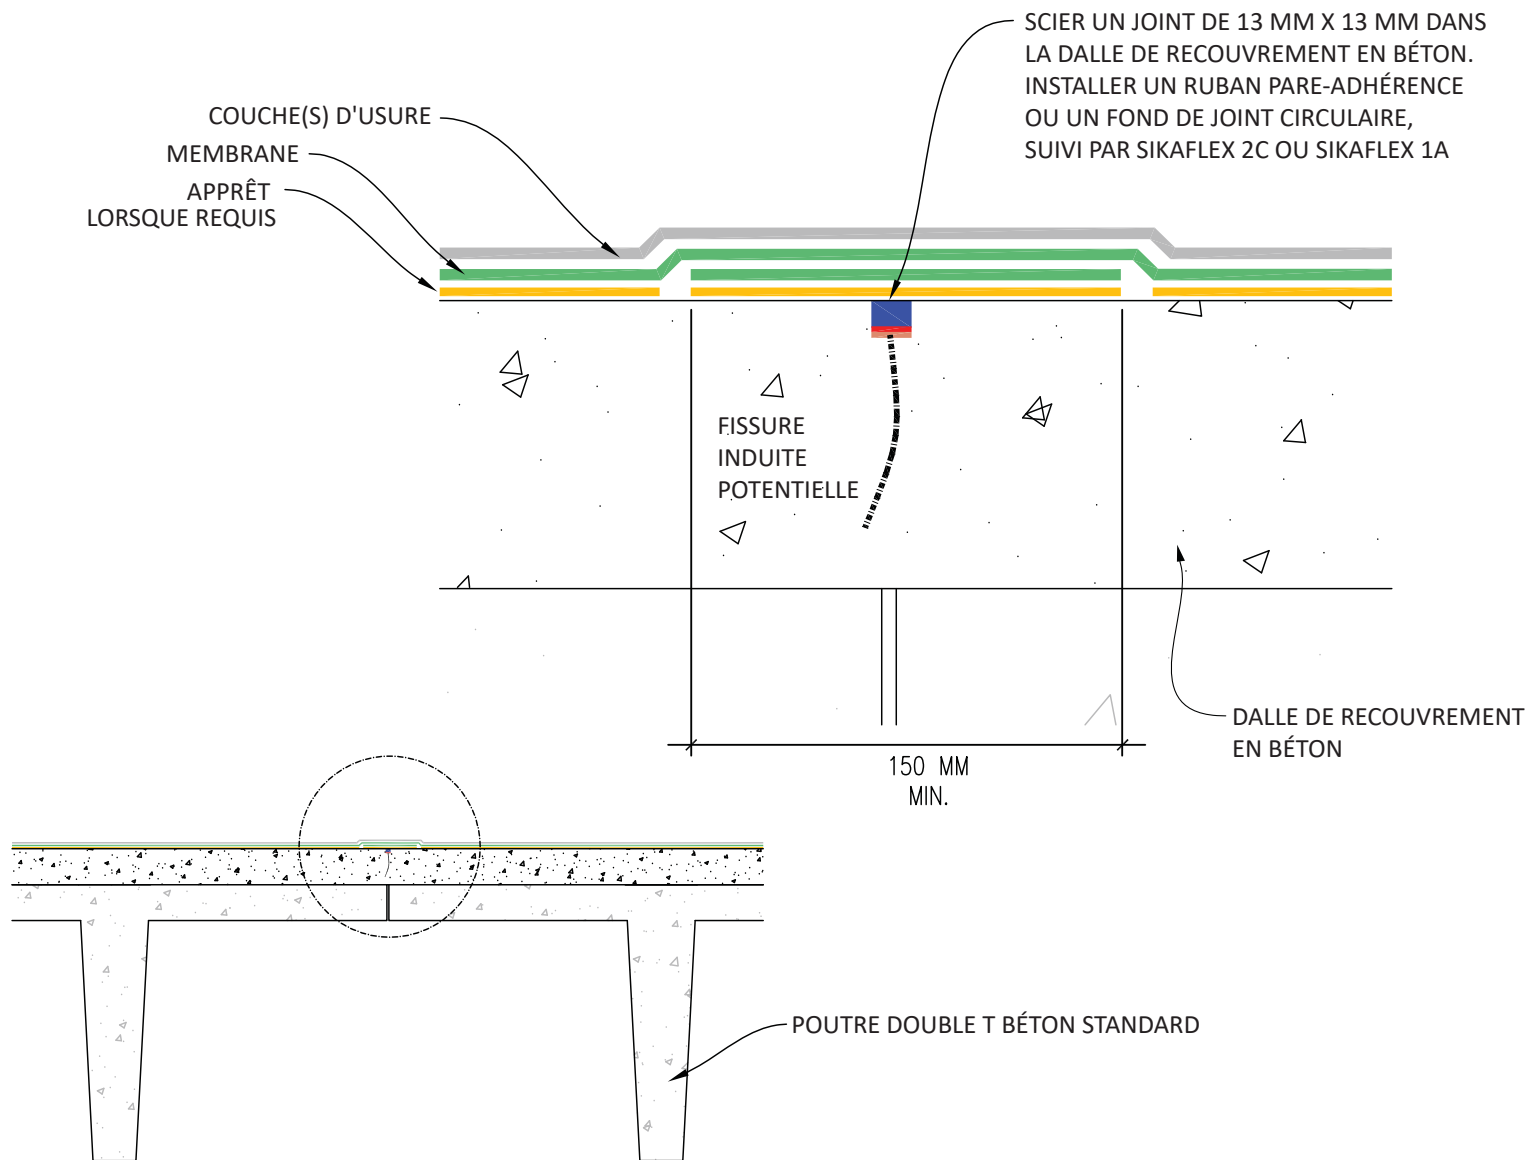 SCIER UN JOINT DE 13 MM X 13 MM DANS
LA DALLE DE RECOUVREMENT EN BÉTON.
INSTALLER UN RUBAN PARE-ADHÉRENCE
OU UN FOND DE JOINT CIRCULAIRE,
SUIVI PAR SIKAFLEX 2C OU SIKAFLEX 1A
COUCHE(S) D'USURE
MEMBRANE
APPRÊT
LORSQUE REQUIS
FISSURE
INDUITE
POTENTIELLE
DALLE DE RECOUVREMENT
EN BÉTON
150 MM
MIN.
POUTRE DOUBLE T BÉTON STANDARD